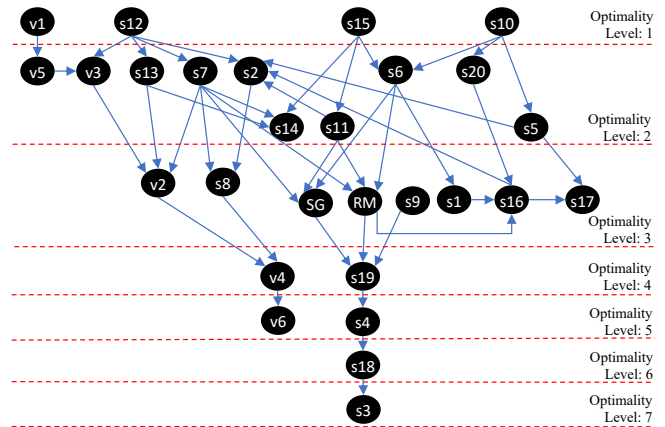 v1
s12
s15
s10
Optimality
Level: 1
v5
v3
s13
s7
s2
s6
s20
s14
s11
s5
Optimality
Level: 2
v2
s8
SG
RM
s9
s1
s16
s17
Optimality
Level: 3
v4
s19
Optimality
Level: 4
v6
s4
Optimality
Level: 5
s18
Optimality
Level: 6
s3
Optimality
Level: 7